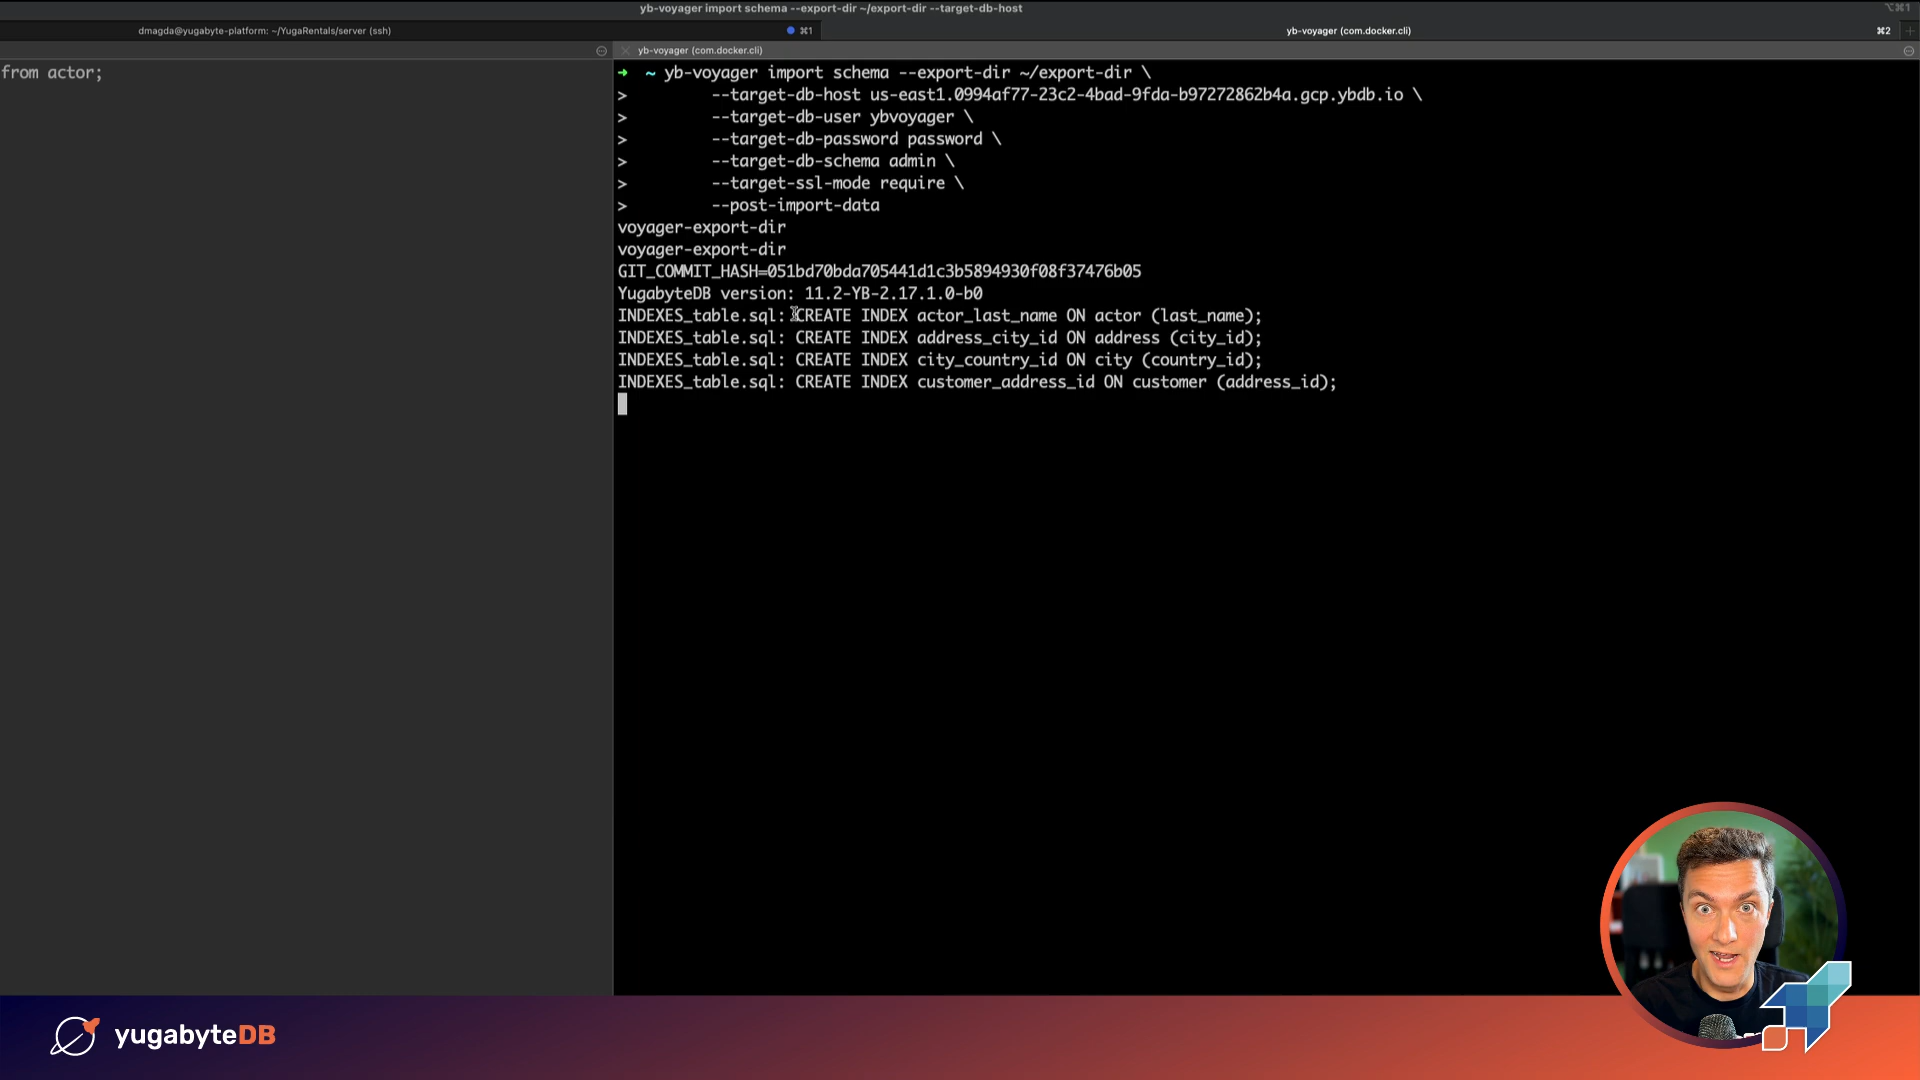 yb-voyager import schema --export-dir ~/export-dir --target-db-host
⌥⌘1
dmagda@yugabyte-platform: ~/YugaRentals/server (ssh)
⌘1
yb-voyager (com.docker.cli)
⌘2
yb-voyager (com.docker.cli)
from actor;
➜ ~ yb-voyager import schema --export-dir ~/export-dir \
> --target-db-host us-east1.0994af77-23c2-4bad-9fda-b97272862b4a.gcp.ybdb.io \
> --target-db-user ybvoyager \
> --target-db-password password \
> --target-db-schema admin \
> --target-ssl-mode require \
> --post-import-data
voyager-export-dir
voyager-export-dir
GIT_COMMIT_HASH=051bd70bda705441d1c3b5894930f08f37476b05
YugabyteDB version: 11.2-YB-2.17.1.0-b0
INDEXES_table.sql: CREATE INDEX actor_last_name ON actor (last_name);
INDEXES_table.sql: CREATE INDEX address_city_id ON address (city_id);
INDEXES_table.sql: CREATE INDEX city_country_id ON city (country_id);
INDEXES_table.sql: CREATE INDEX customer_address_id ON customer (address_id);
yugabyteDB